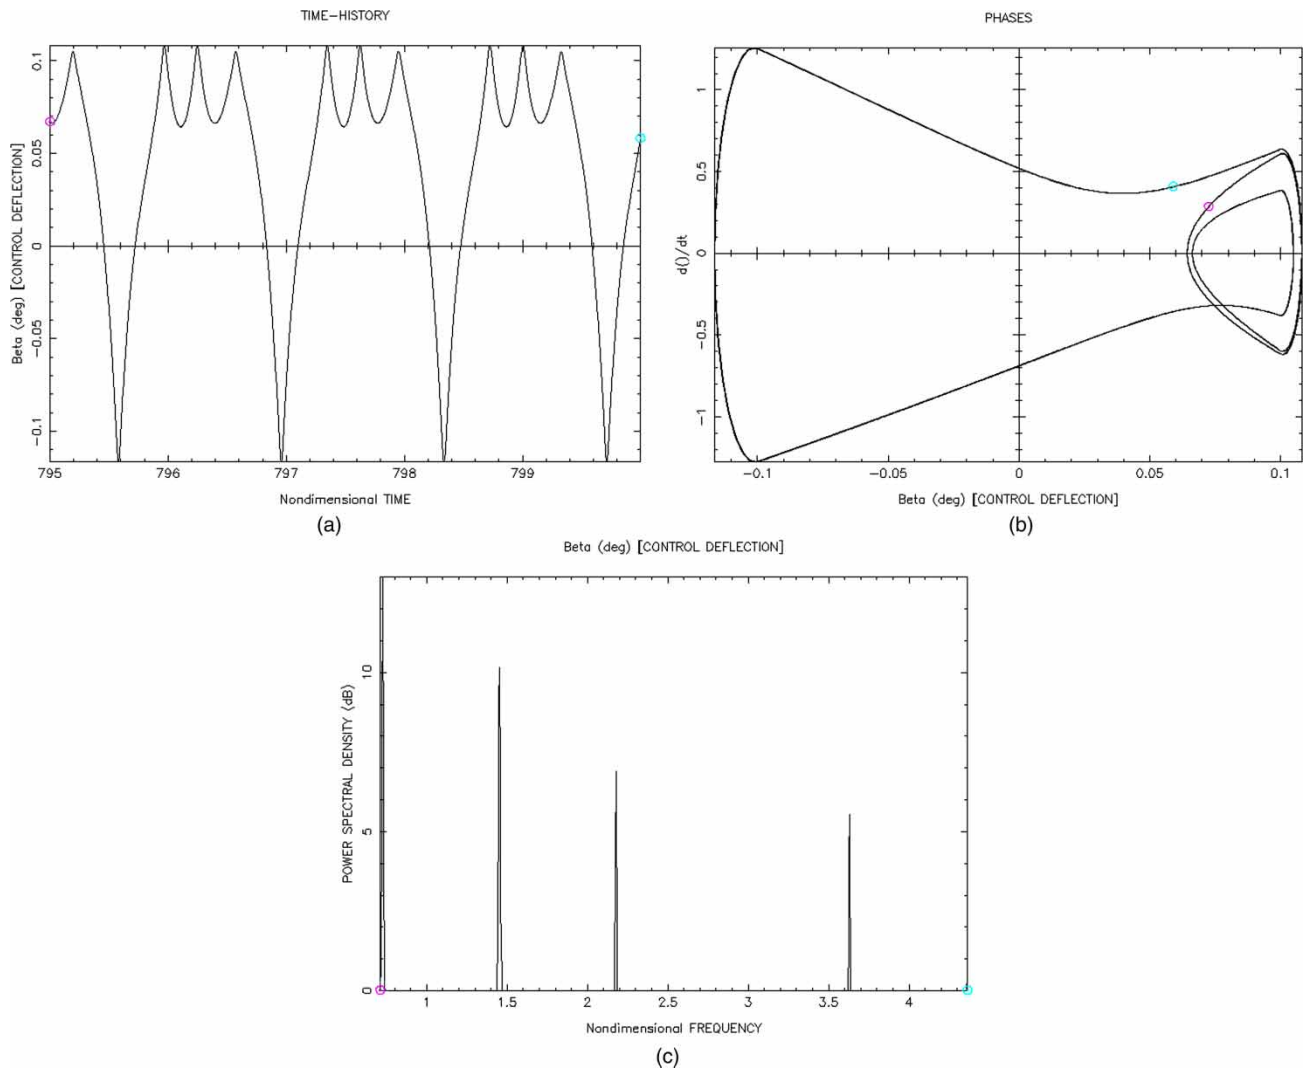 TIME-HISTORY
Beta (deg) [CONTROL DEFLECTION]
0.1
0.05
0
-0.05
-0.1
795 796 797 798 799
Nondimensional TIME
(a)
PHASES
d()/dt
1
0.5
0
-0.5
-1
-0.1 -0.05 0 0.05 0.1
Beta (deg) [CONTROL DEFLECTION]
(b)
Beta (deg) [CONTROL DEFLECTION]
POWER SPECTRAL DENSITY (dB)
10
5
0
1 1.5 2 2.5 3 3.5 4
Nondimensional FREQUENCY
(c)